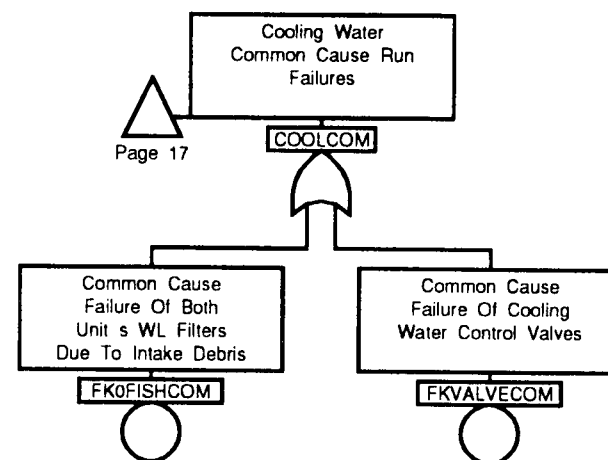 Cooling Water
Common Cause Run
Failures
Page 17
COOLCOM
Common Cause
Failure Of Both
Unit s WL Filters
Due To Intake Debris
FK0FISHCOM
Common Cause
Failure Of Cooling
Water Control Valves
FKVALVECOM